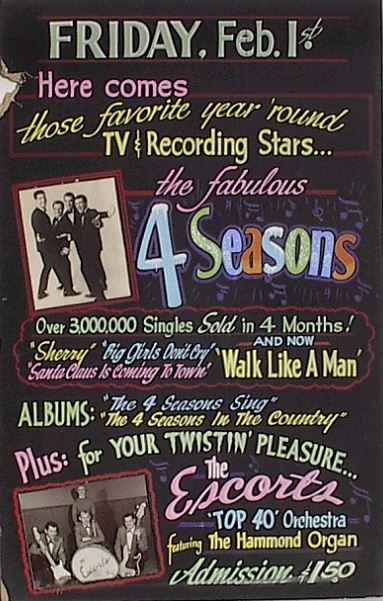 FRIDAY, Feb. 1st.
Here comes
those favorite year 'round
TV & Recording Stars...
the fabulous
4 Seasons
Over 3,000,000 Singles Sold in 4 Months!
"Sherry" "Big Girls Don't Cry"
"Santa Claus Is Coming To Town"
AND NOW
"Walk Like A Man"
ALBUMS: "The 4 Seasons Sing"
"The 4 Seasons In The Country"
Plus: for YOUR TWISTIN' PLEASURE...
The
Escorts
'TOP 40' Orchestra
featuring The Hammond Organ
Escorts
Admission $1.50